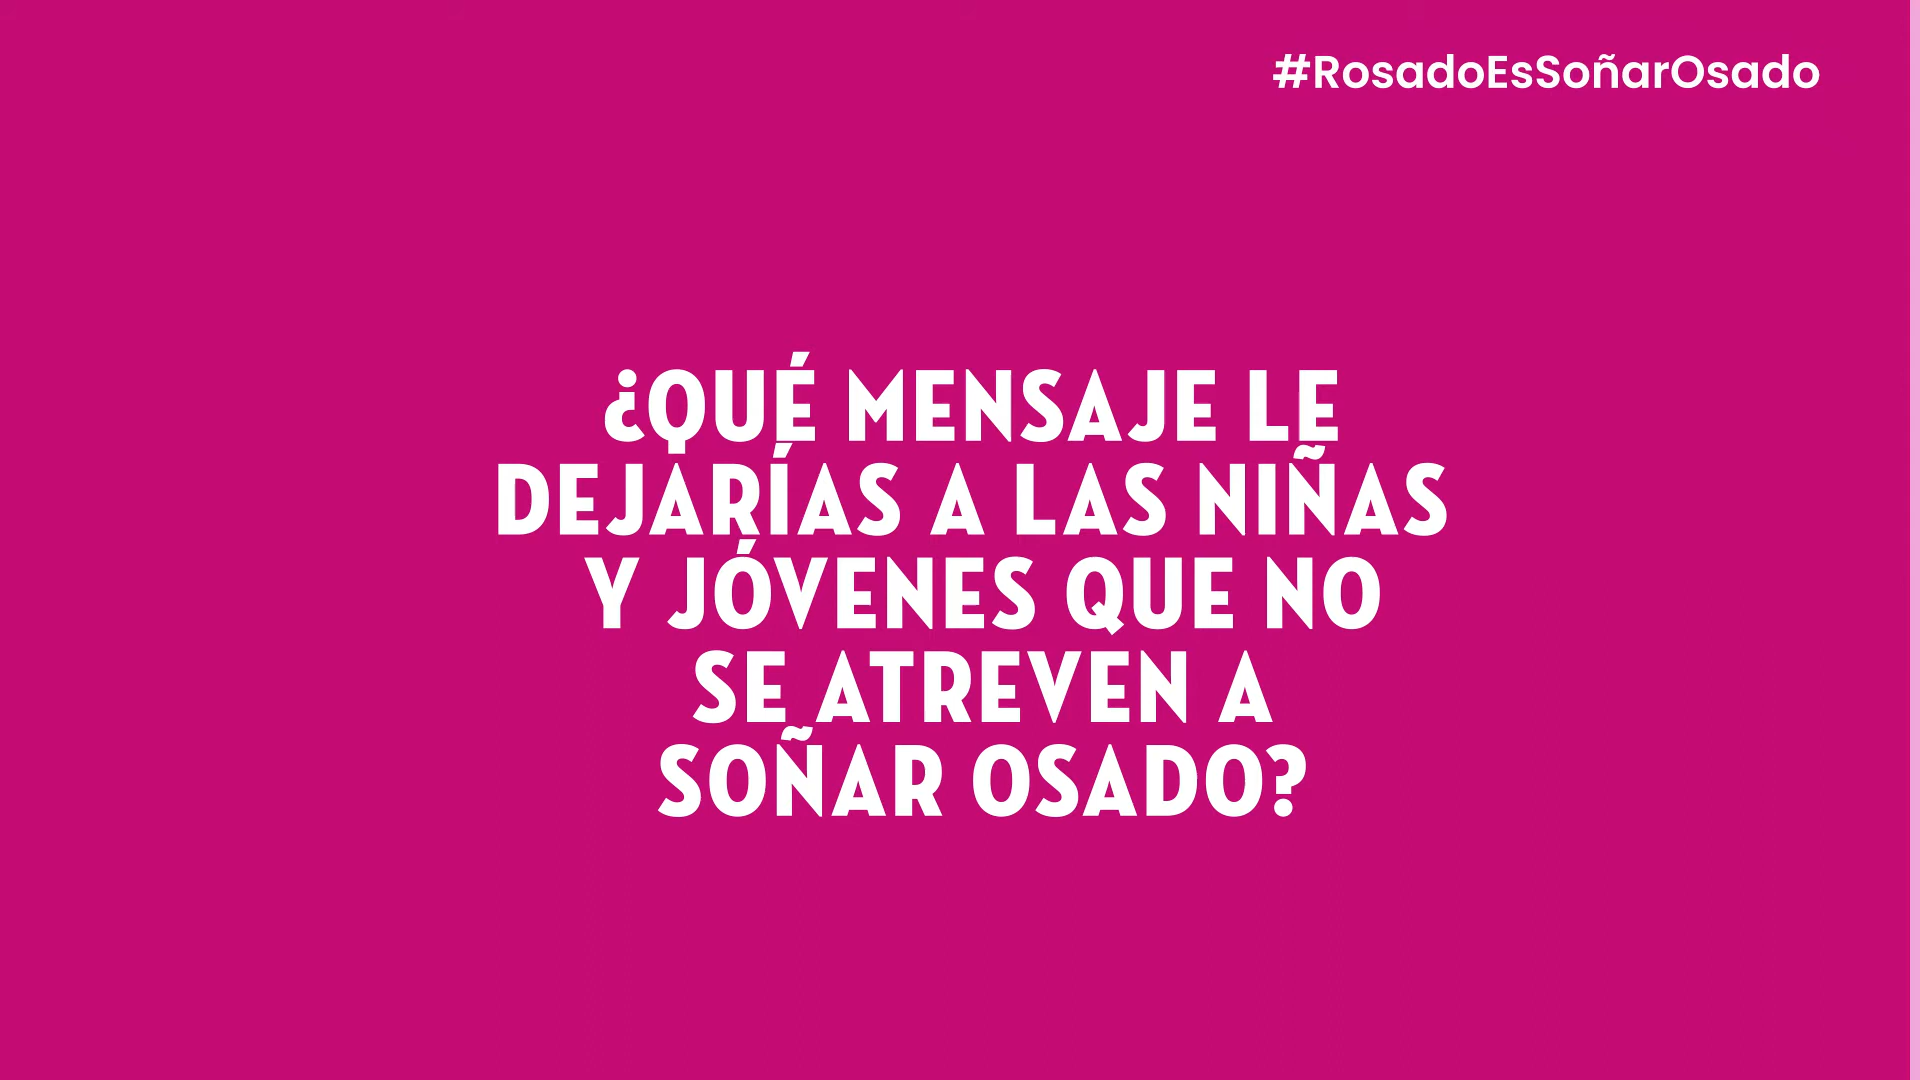 #RosadoEsSoñarOsado
¿QUÉ MENSAJE LE
DEJARÍAS A LAS NIÑAS
Y JÓVENES QUE NO
SE ATREVEN A
SOÑAR OSADO?